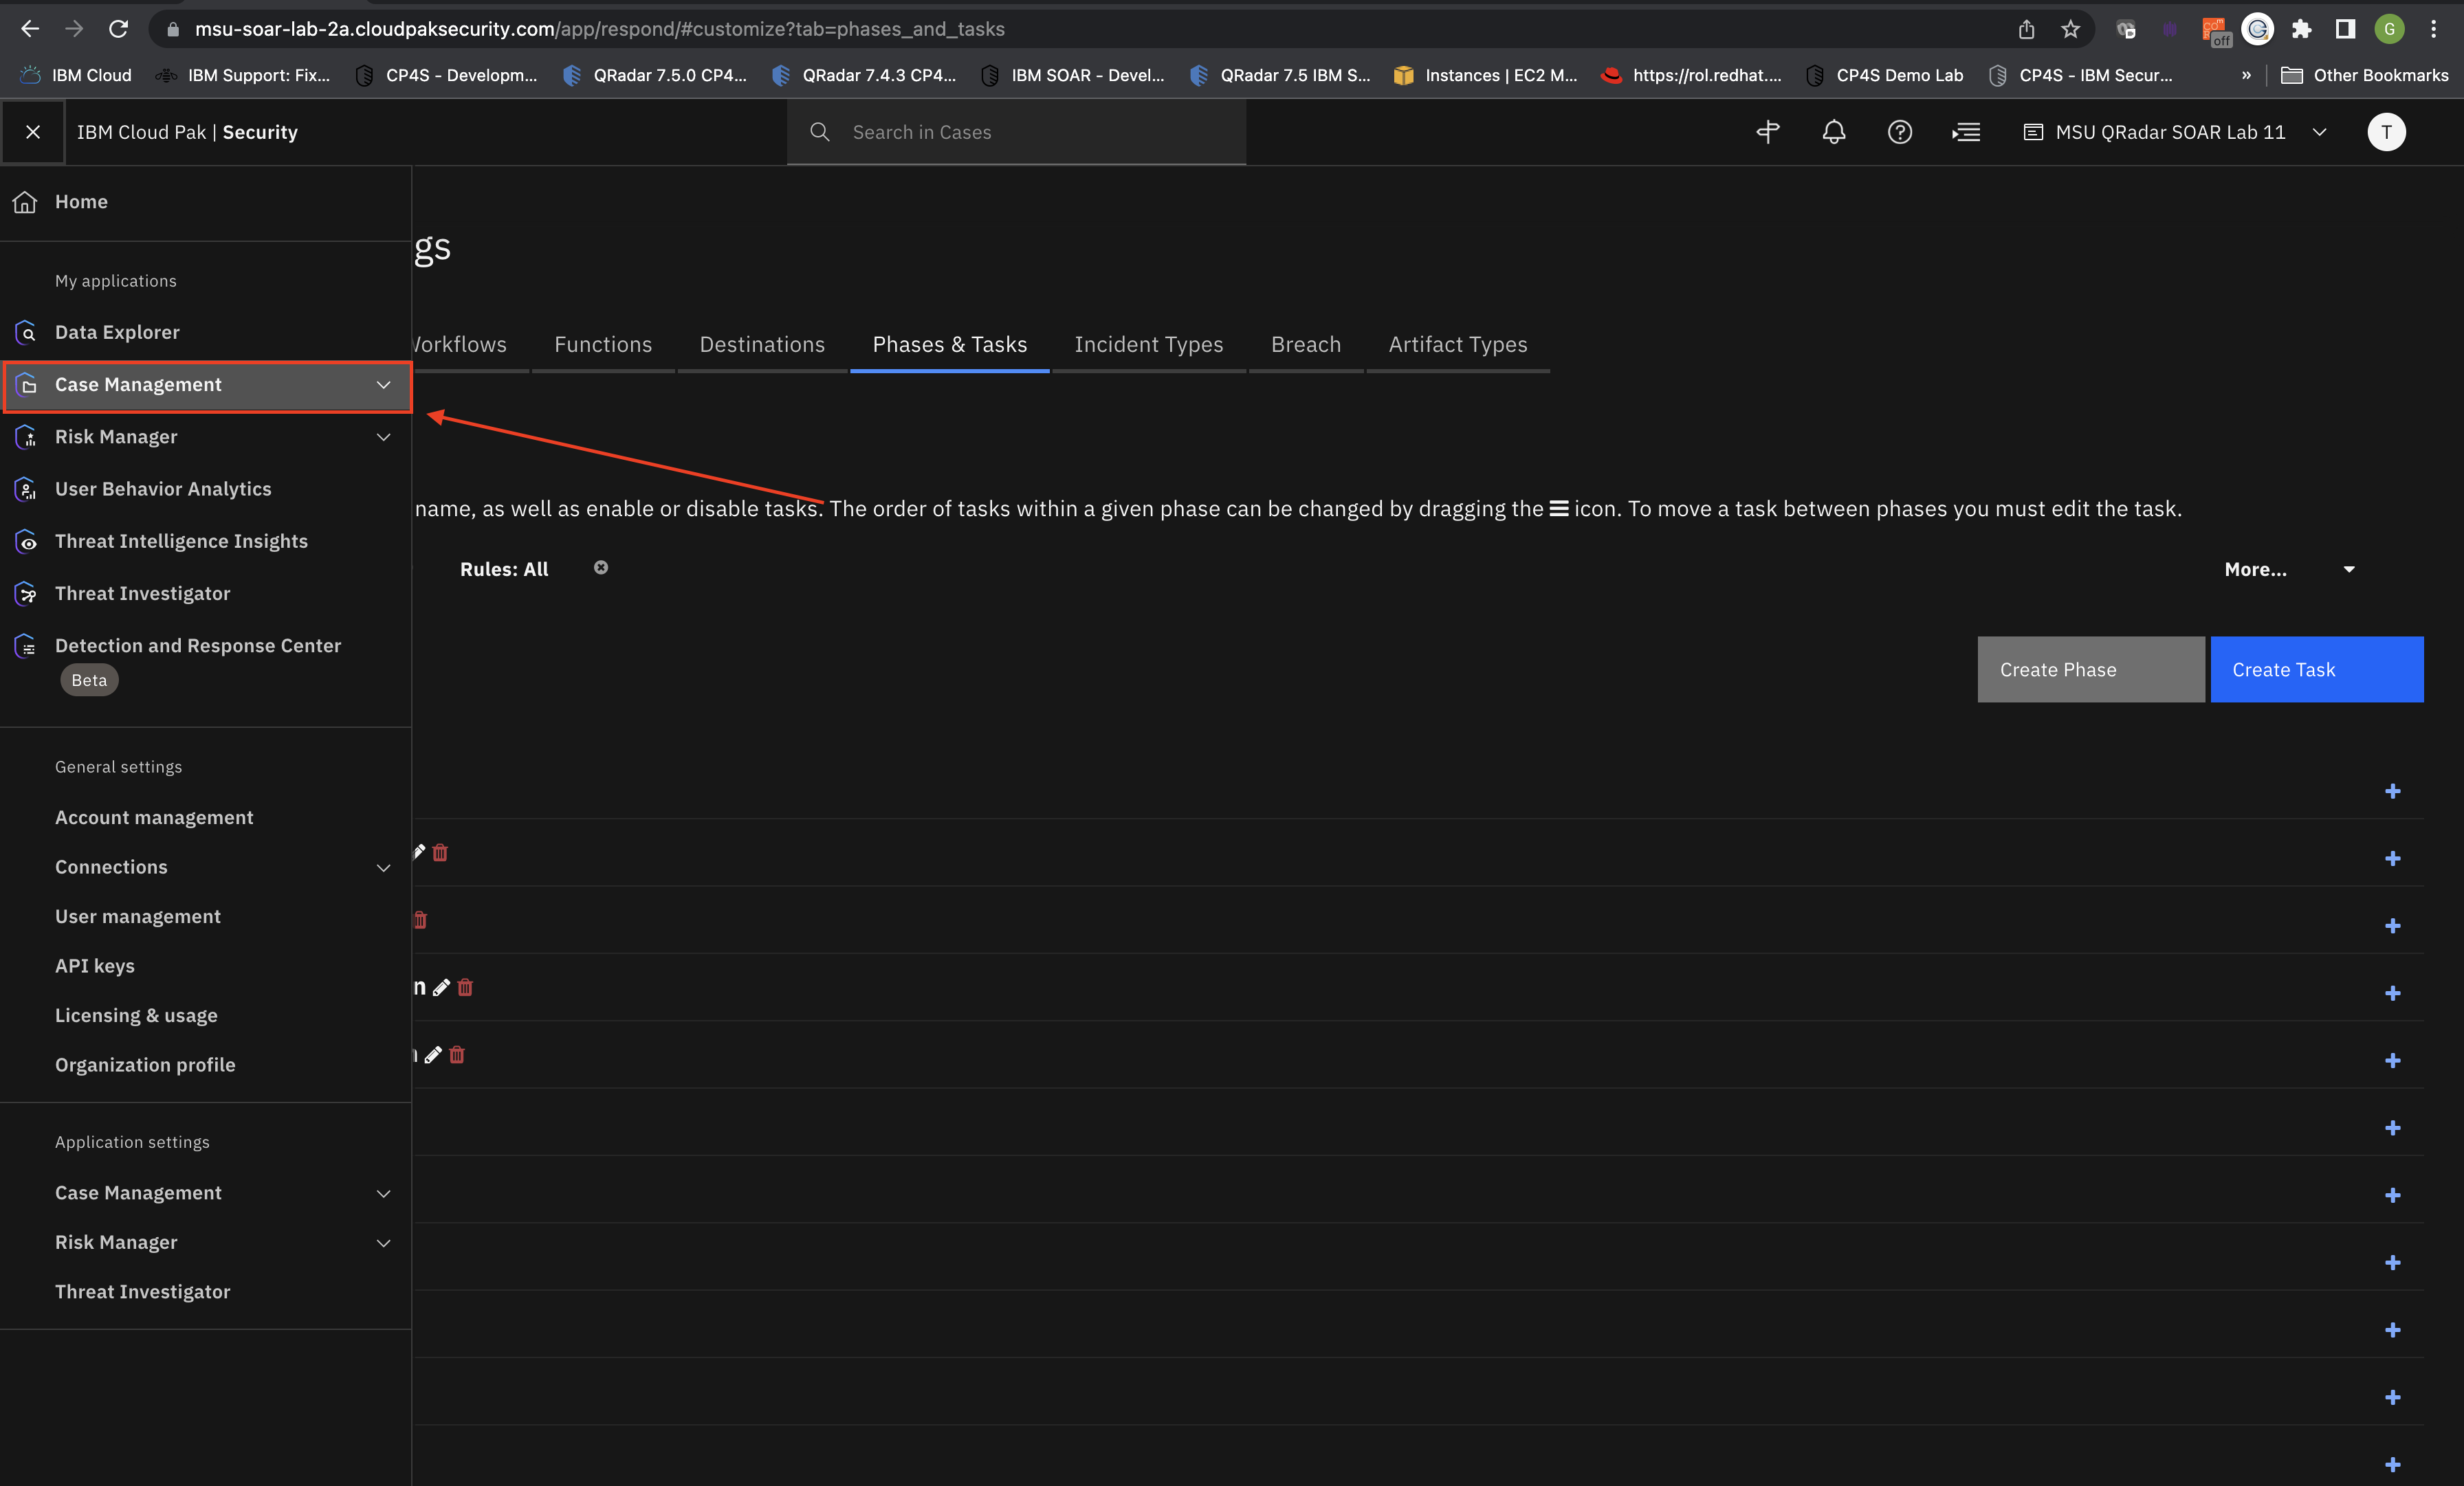 msu-soar-lab-2a.cloudpaksecurity.com/app/respond/#customize?tab=phases_and_tasks
off
G
IBM Cloud
IBM Support: Fix...
CP4S - Developm...
QRadar 7.5.0 CP4...
QRadar 7.4.3 CP4...
IBM SOAR - Devel...
QRadar 7.5 IBM S...
Instances | EC2 M...
https://rol.redhat....
CP4S Demo Lab
CP4S - IBM Secur...
»
Other Bookmarks
IBM Cloud Pak | Security
Search in Cases
MSU QRadar SOAR Lab 11
T
Home
My applications
Data Explorer
Case Management
Risk Manager
User Behavior Analytics
Threat Intelligence Insights
Threat Investigator
Detection and Response Center
Beta
General settings
Account management
Connections
User management
API keys
Licensing & usage
Organization profile
Application settings
Case Management
Risk Manager
Threat Investigator
gs
Workflows
Functions
Destinations
Phases & Tasks
Incident Types
Breach
Artifact Types
name, as well as enable or disable tasks. The order of tasks within a given phase can be changed by dragging the icon. To move a task between phases you must edit the task.
Rules: All
More...
Create Phase
Create Task
n